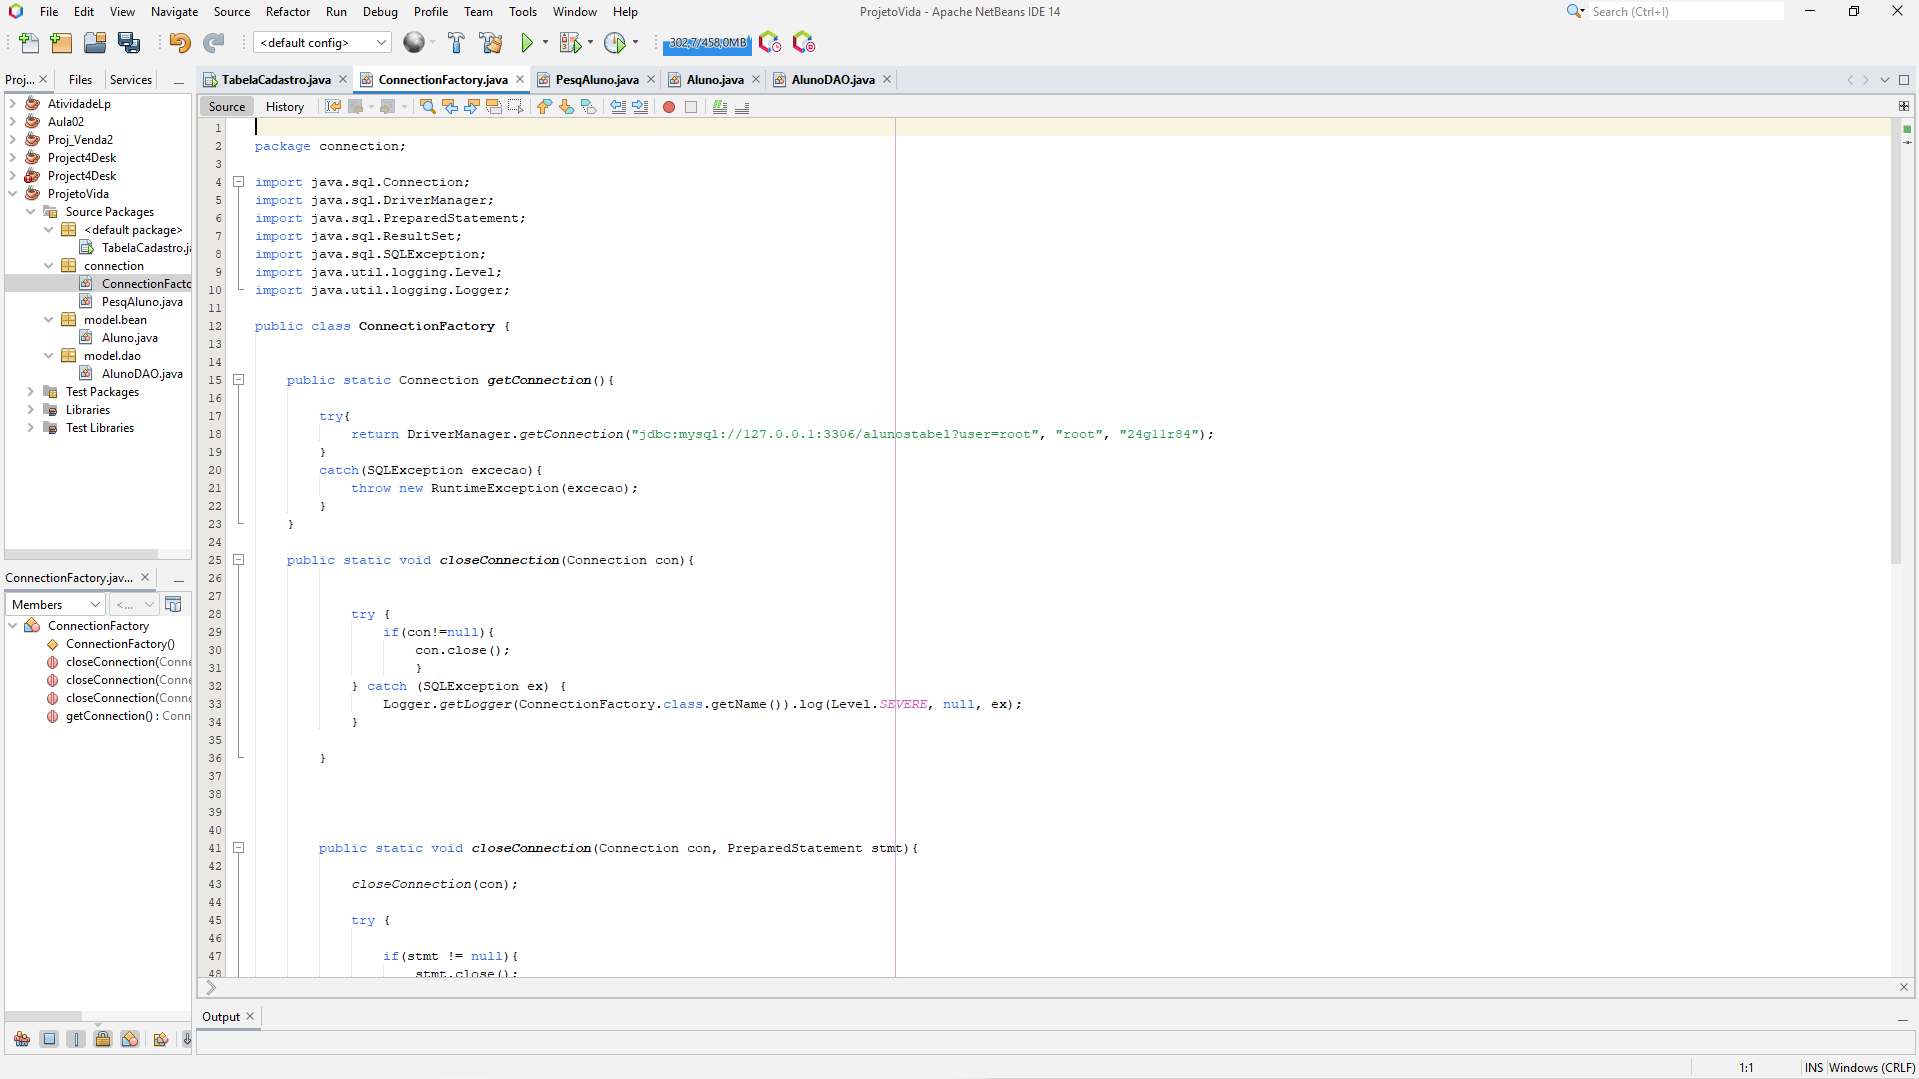 File Edit View Navigate Source Refactor Run Debug Profile Team Tools Window Help
ProjetoVida - Apache NetBeans IDE 14
Search (Ctrl+I)
<default config>
302,7/458,0MB
Proj... Files Services
TabelaCadastro.java ConnectionFactory.java PesqAluno.java Aluno.java AlunoDAO.java
Source History
AtividadeLp
Aula02
Proj_Venda2
Project4Desk
Project4Desk
ProjetoVida
Source Packages
<default package>
TabelaCadastro.ja
connection
ConnectionFacto
PesqAluno.java
model.bean
Aluno.java
model.dao
AlunoDAO.java
Test Packages
Libraries
Test Libraries
ConnectionFactory.jav...
Members <...
ConnectionFactory
ConnectionFactory()
closeConnection(Conne
closeConnection(Conne
closeConnection(Conne
getConnection() : Conn
1
2 package connection;
3
4 import java.sql.Connection;
5 import java.sql.DriverManager;
6 import java.sql.PreparedStatement;
7 import java.sql.ResultSet;
8 import java.sql.SQLException;
9 import java.util.logging.Level;
10 import java.util.logging.Logger;
11
12 public class ConnectionFactory {
13
14
15 public static Connection getConnection(){
16
17 try{
18 return DriverManager.getConnection("jdbc:mysql://127.0.0.1:3306/alunostabel?user=root", "root", "24g11r84");
19 }
20 catch(SQLException excecao){
21 throw new RuntimeException(excecao);
22 }
23 }
24
25 public static void closeConnection(Connection con){
26
27
28 try {
29 if(con!=null){
30 con.close();
31 }
32 } catch (SQLException ex) {
33 Logger.getLogger(ConnectionFactory.class.getName()).log(Level.SEVERE, null, ex);
34 }
35
36 }
37
38
39
40
41 public static void closeConnection(Connection con, PreparedStatement stmt){
42
43 closeConnection(con);
44
45 try {
46
47 if(stmt != null){
48 stmt.close();
Output
1:1 INS Windows (CRLF)